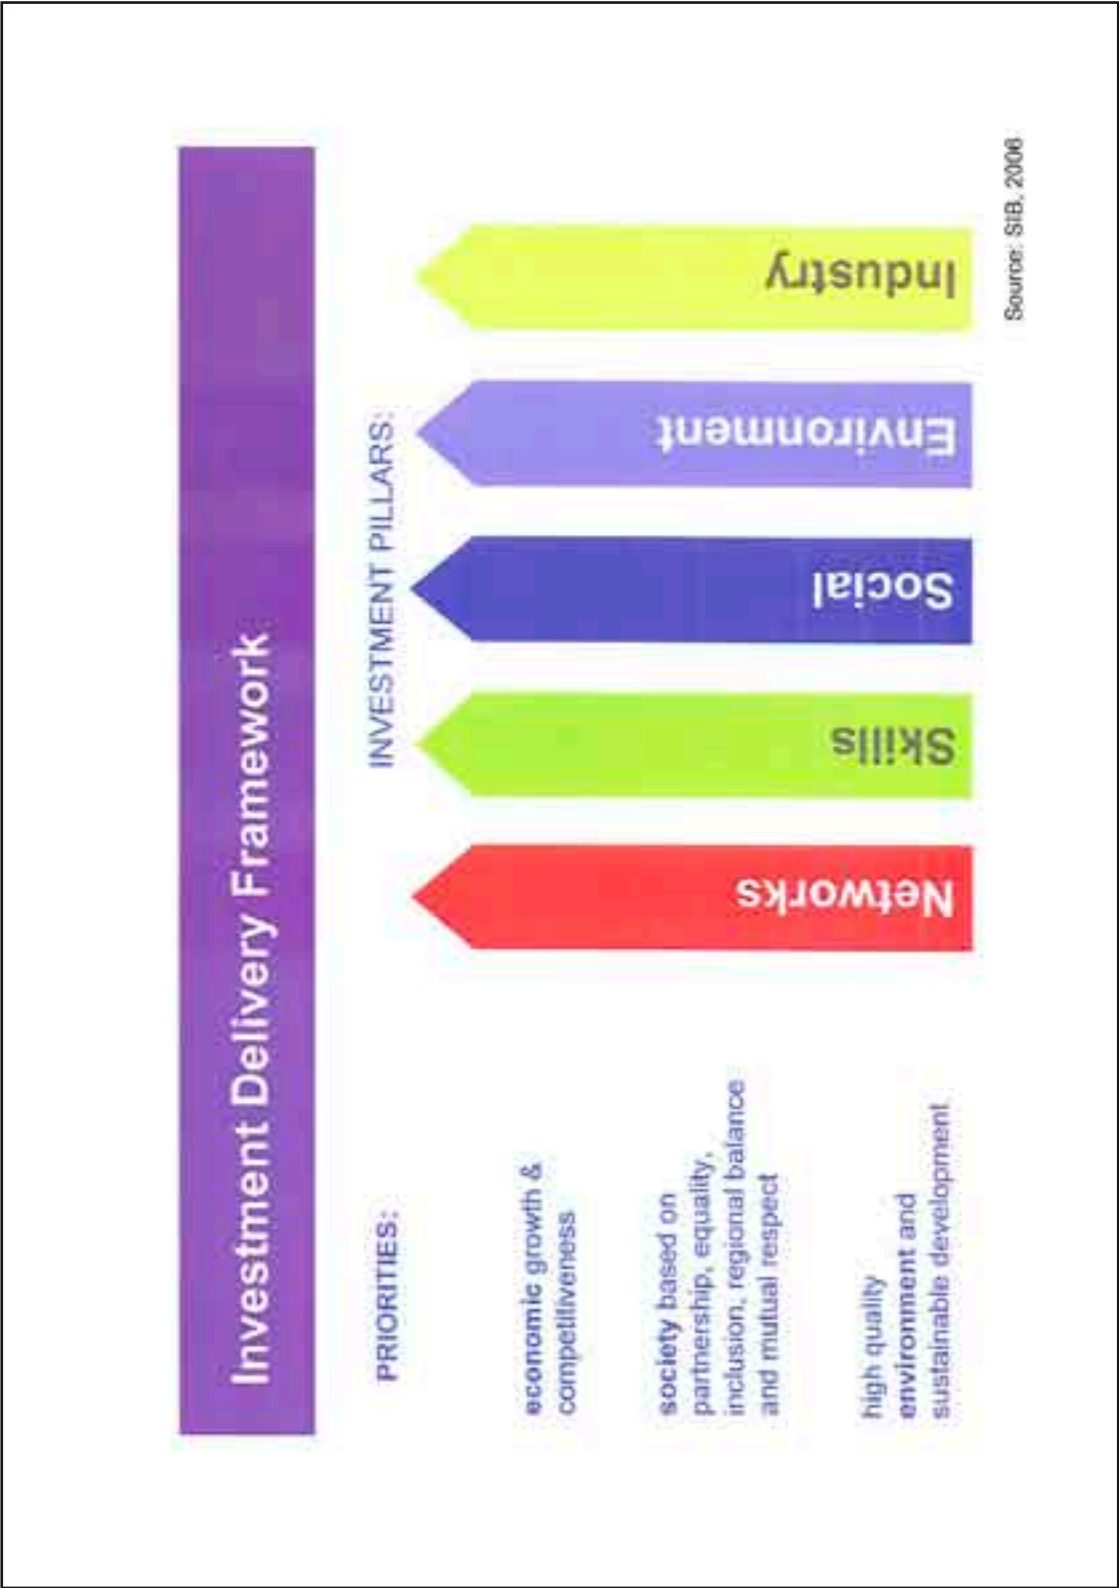 Investment Delivery Framework
PRIORITIES:
economic growth &
competitiveness
society based on
partnership, equality,
inclusion, regional balance
and mutual respect
high quality
environment and
sustainable development
INVESTMENT PILLARS:
Networks
Skills
Social
Environment
Industry
Source: SIB, 2006